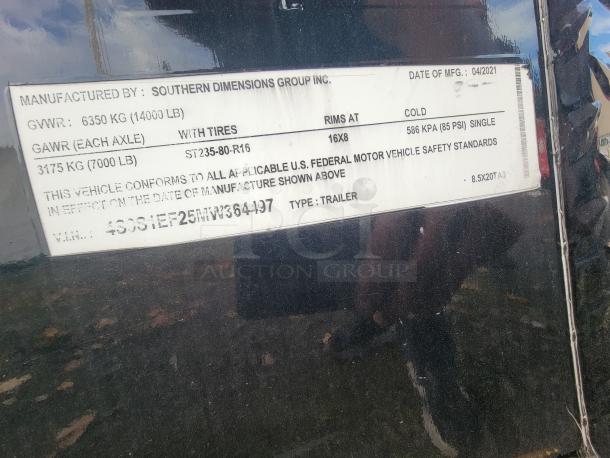 MANUFACTURED BY : SOUTHERN DIMENSIONS GROUP INC. DATE OF MFG. : 04/2021
GVWR : 6350 KG (14000 LB)
GAWR (EACH AXLE) WITH TIRES RIMS AT COLD
3175 KG (7000 LB) ST235-80-R16 16X8 586 KPA (85 PSI) SINGLE
THIS VEHICLE CONFORMS TO ALL APPLICABLE U.S. FEDERAL MOTOR VEHICLE SAFETY STANDARDS
IN EFFECT ON THE DATE OF MANUFACTURE SHOWN ABOVE
V.I.N.. : TYPE : TRAILER - 8.5X20TA3
PCI
AUCTION GROUP